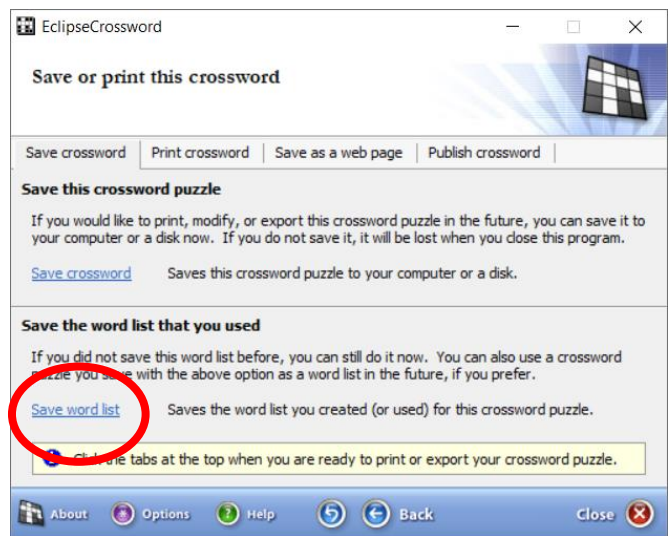 EclipseCrossword
Save or print this crossword
Save crossword Print crossword Save as a web page Publish crossword
Save this crossword puzzle
If you would like to print, modify, or export this crossword puzzle in the future, you can save it to
your computer or a disk now. If you do not save it, it will be lost when you close this program.
Save crossword Saves this crossword puzzle to your computer or a disk.
Save the word list that you used
If you did not save this word list before, you can still do it now. You can also use a crossword
puzzle you save with the above option as a word list in the future, if you prefer.
Save word list Saves the word list you created (or used) for this crossword puzzle.
Click the tabs at the top when you are ready to print or export your crossword puzzle.
About Options Help Back Close